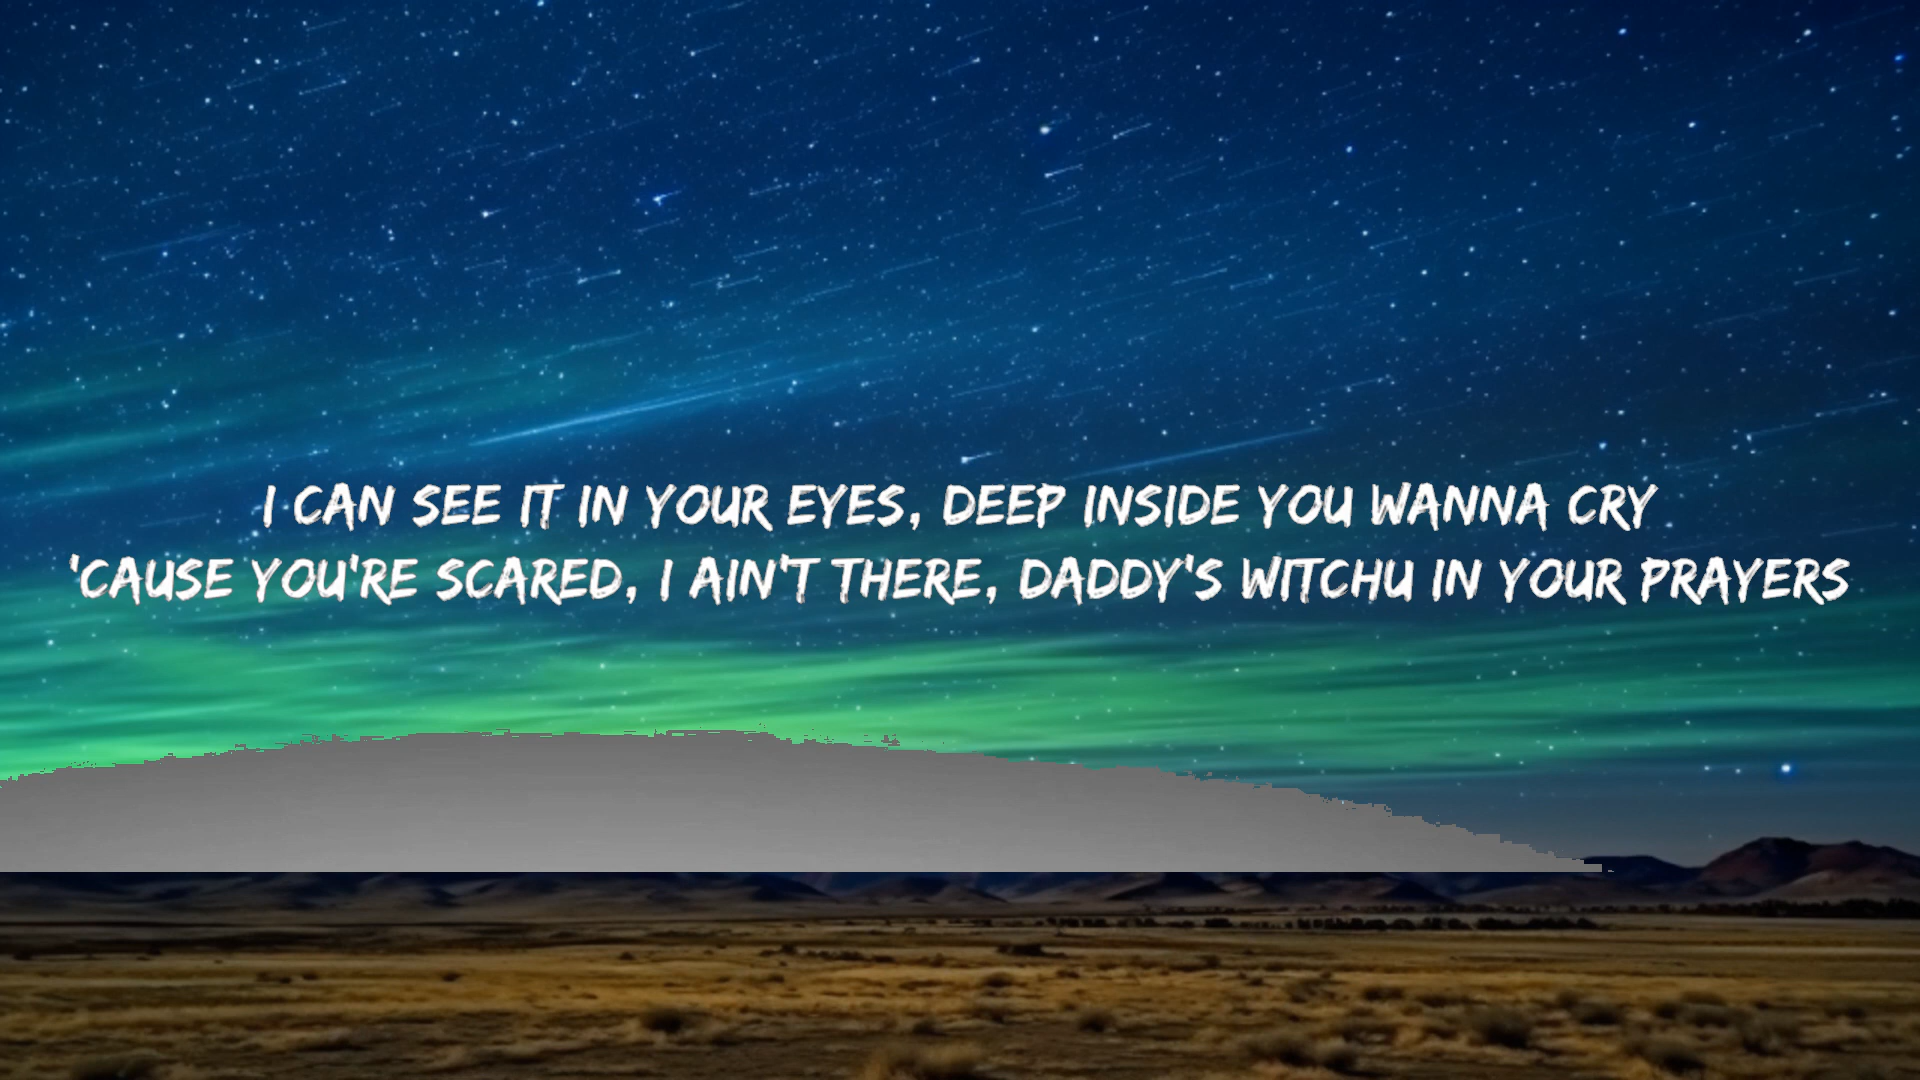 I CAN SEE IT IN YOUR EYES, DEEP INSIDE YOU WANNA CRY
'CAUSE YOU'RE SCARED, I AIN'T THERE, DADDY'S WITCHU IN YOUR PRAYERS